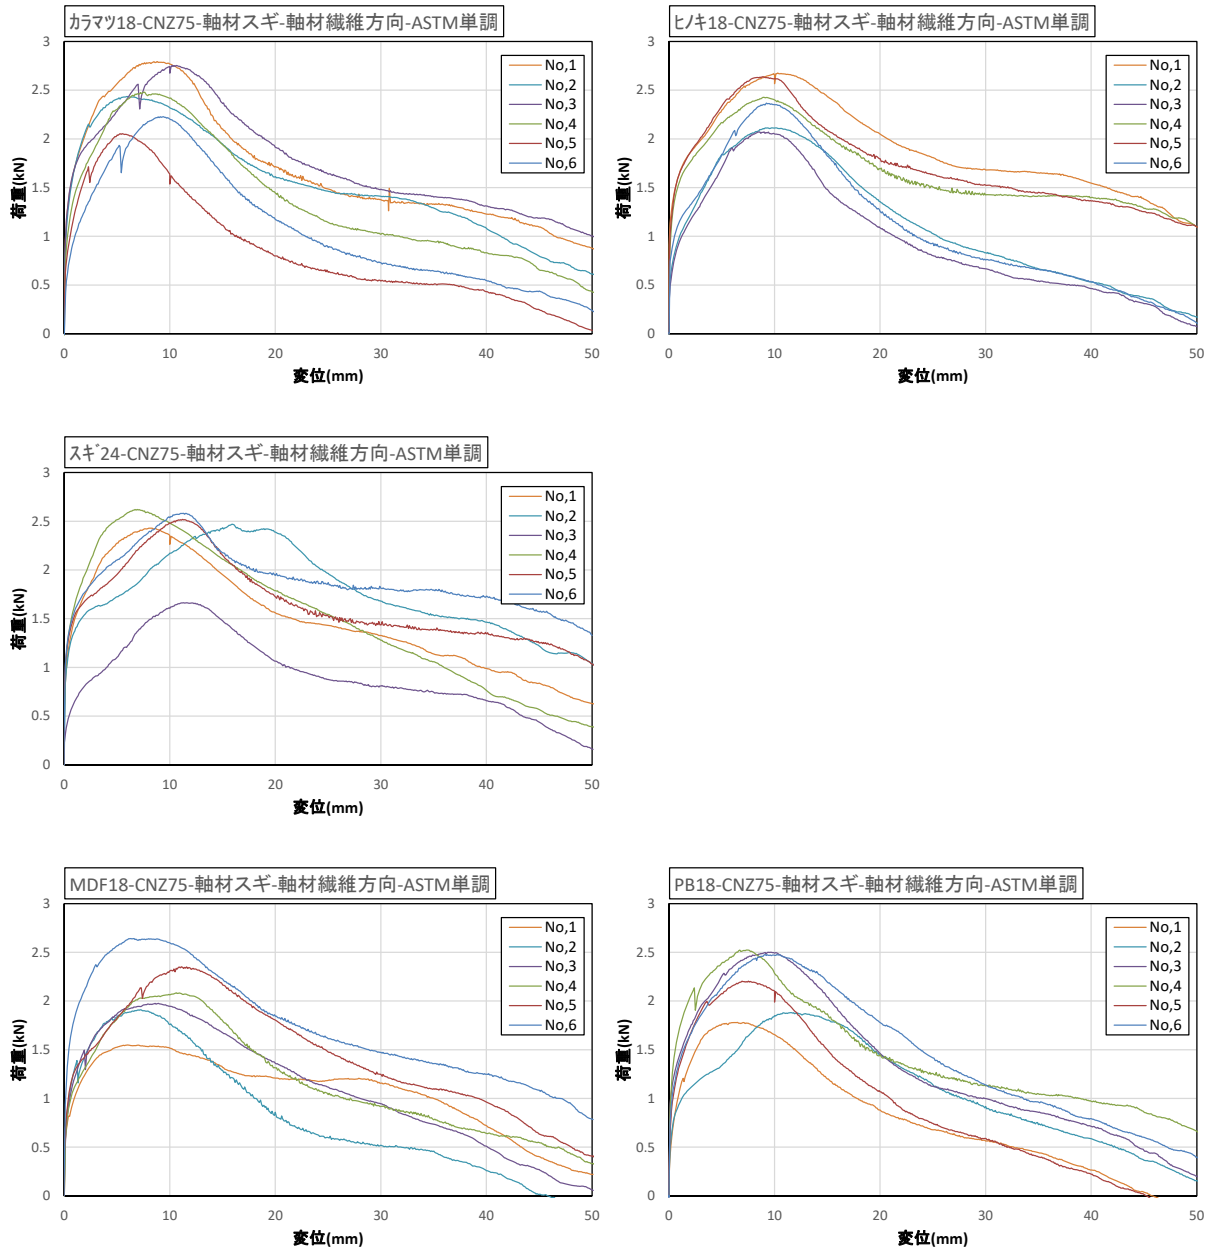 ｶﾗﾏﾂ18-CNZ75-軸材スギ-軸材繊維方向-ASTM単調
3
2.5
2
1.5
1
0.5
0
荷重(kN)
No,1
No,2
No,3
No,4
No,5
No,6
0 10 20 30 40 50
変位(mm)
ﾋﾉｷ18-CNZ75-軸材スギ-軸材繊維方向-ASTM単調
3
2.5
2
1.5
1
0.5
0
荷重(kN)
No,1
No,2
No,3
No,4
No,5
No,6
0 10 20 30 40 50
変位(mm)
ｽｷﾞ24-CNZ75-軸材スギ-軸材繊維方向-ASTM単調
3
2.5
2
1.5
1
0.5
0
荷重(kN)
No,1
No,2
No,3
No,4
No,5
No,6
0 10 20 30 40 50
変位(mm)
MDF18-CNZ75-軸材スギ-軸材繊維方向-ASTM単調
3
2.5
2
1.5
1
0.5
0
荷重(kN)
No,1
No,2
No,3
No,4
No,5
No,6
0 10 20 30 40 50
変位(mm)
PB18-CNZ75-軸材スギ-軸材繊維方向-ASTM単調
3
2.5
2
1.5
1
0.5
0
荷重(kN)
No,1
No,2
No,3
No,4
No,5
No,6
0 10 20 30 40 50
変位(mm)